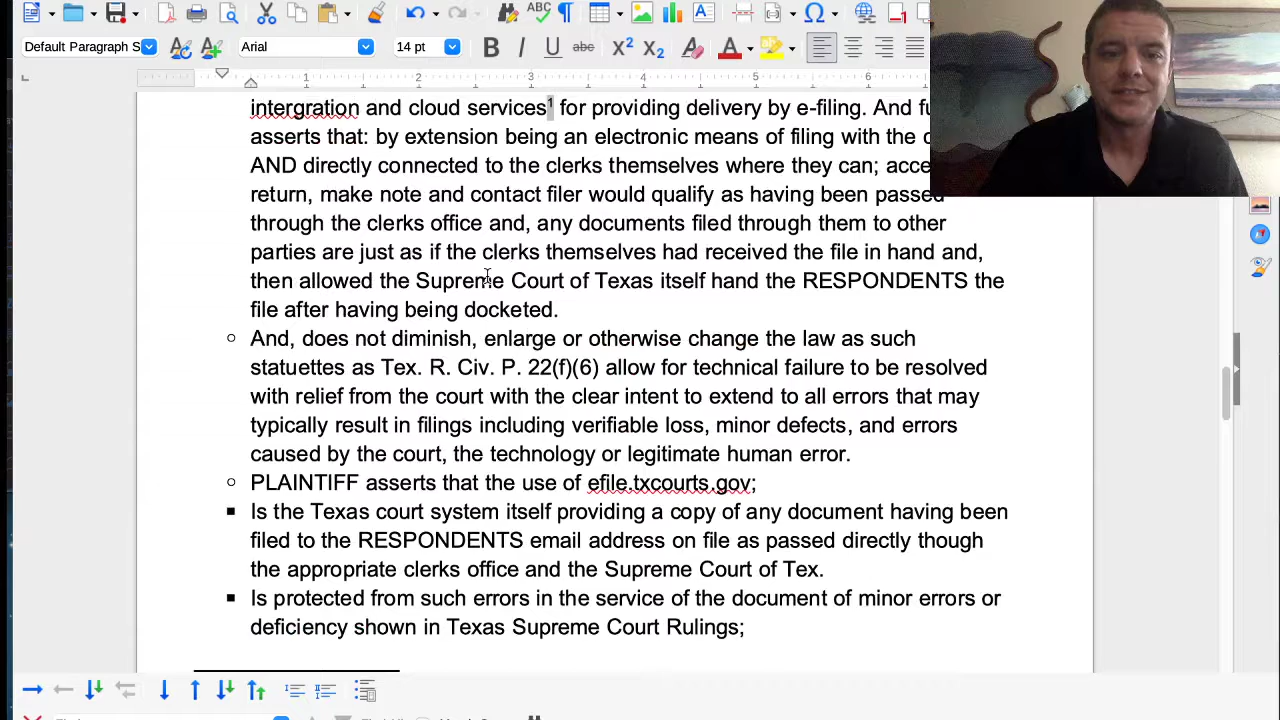 Default Paragraph S
Arial
14 pt
1 2 3 4 5 6
intergration and cloud services¹ for providing delivery by e-filing. And
asserts that: by extension being an electronic means of filing with the
AND directly connected to the clerks themselves where they can;
return, make note and contact filer would qualify as having been passed
through the clerks office and, any documents filed through them to other
parties are just as if the clerks themselves had received the file in hand and,
then allowed the Supreme Court of Texas itself hand the RESPONDENTS the
file after having being docketed.
And, does not diminish, enlarge or otherwise change the law as such
statuettes as Tex. R. Civ. P. 22(f)(6) allow for technical failure to be resolved
with relief from the court with the clear intent to extend to all errors that may
typically result in filings including verifiable loss, minor defects, and errors
caused by the court, the technology or legitimate human error.
PLAINTIFF asserts that the use of efile.txcourts.gov;
Is the Texas court system itself providing a copy of any document having been
filed to the RESPONDENTS email address on file as passed directly though
the appropriate clerks office and the Supreme Court of Tex.
Is protected from such errors in the service of the document of minor errors or
deficiency shown in Texas Supreme Court Rulings;